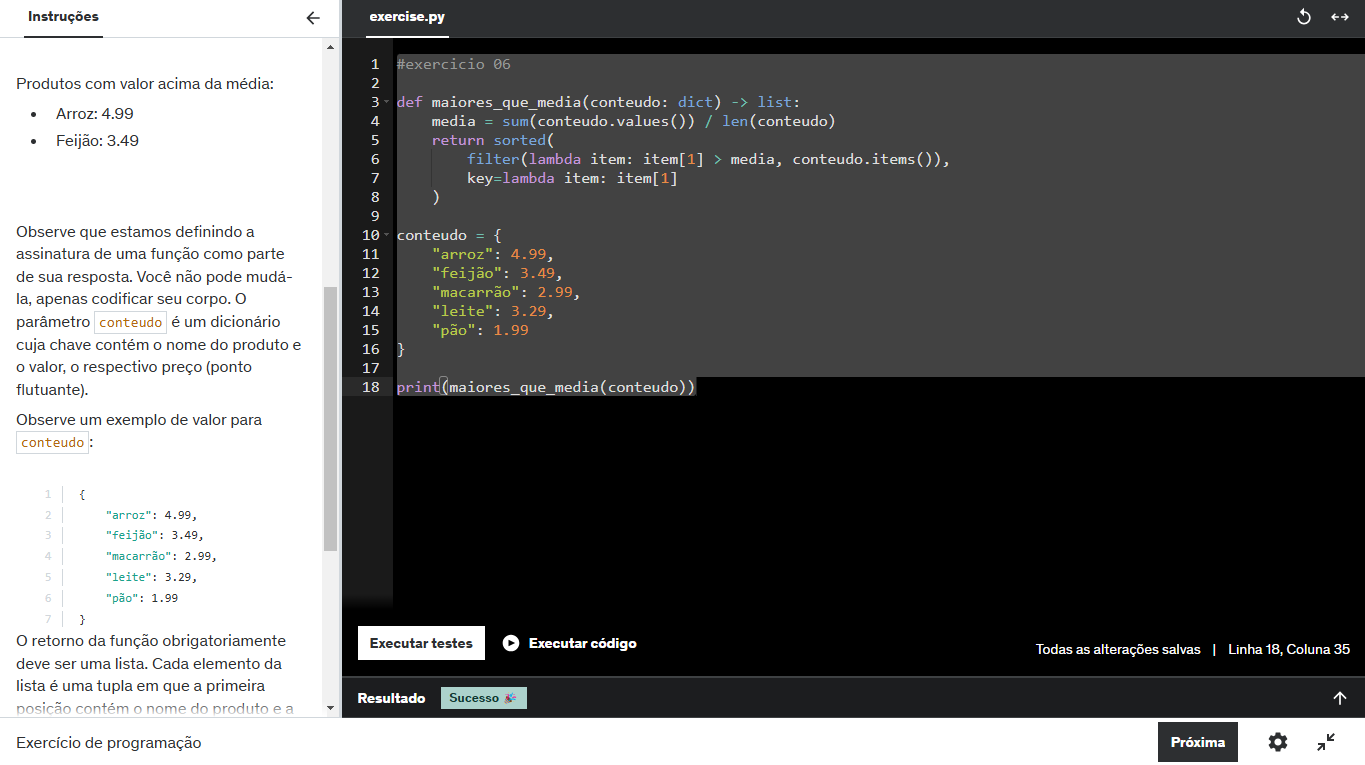 Instruções
Produtos com valor acima da média:
• Arroz: 4.99
• Feijão: 3.49
Observe que estamos definindo a
assinatura de uma função como parte
de sua resposta. Você não pode mudá-
la, apenas codificar seu corpo. O
parâmetro conteudo é um dicionário
cuja chave contém o nome do produto e
o valor, o respectivo preço (ponto
flutuante).
Observe um exemplo de valor para
conteudo:
1 {
2 "arroz": 4.99,
3 "feijão": 3.49,
4 "macarrão": 2.99,
5 "leite": 3.29,
6 "pão": 1.99
7 }
O retorno da função obrigatoriamente
deve ser uma lista. Cada elemento da
lista é uma tupla em que a primeira
posição contém o nome do produto e a
exercise.py
1 #exercicio 06
2
3 def maiores_que_media(conteudo: dict) -> list:
4 media = sum(conteudo.values()) / len(conteudo)
5 return sorted(
6 filter(lambda item: item[1] > media, conteudo.items()),
7 key=lambda item: item[1]
8 )
9
10 conteudo = {
11 "arroz": 4.99,
12 "feijão": 3.49,
13 "macarrão": 2.99,
14 "leite": 3.29,
15 "pão": 1.99
16 }
17
18 print(maiores_que_media(conteudo))
Executar testes
Executar código
Todas as alterações salvas | Linha 18, Coluna 35
Resultado
Sucesso 🎉
Exercício de programação
Próxima